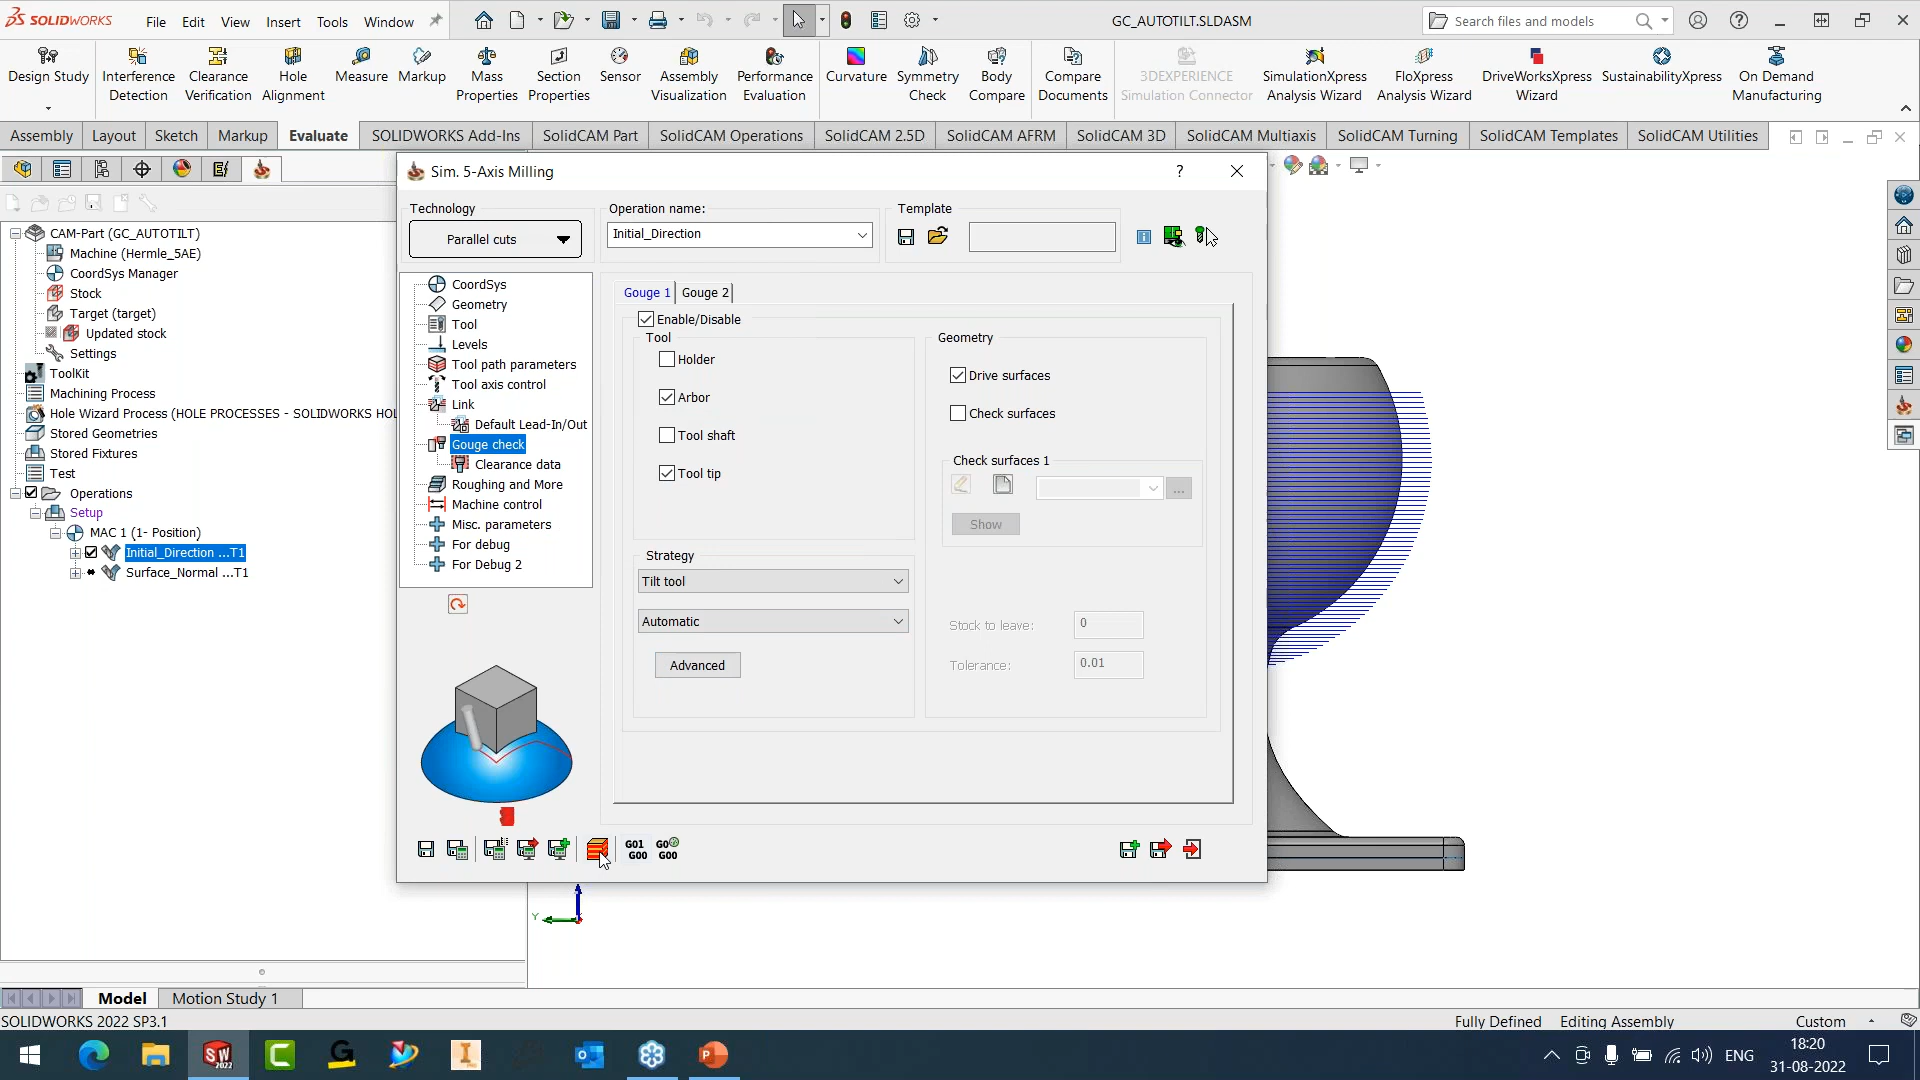 SOLIDWORKS File Edit View Insert Tools Window GC_AUTOTILT.SLDASM Search files and models
Design Study Interference Detection Clearance Verification Hole Alignment Measure Markup Mass Properties Section Properties Sensor Assembly Visualization Performance Evaluation Curvature Symmetry Check Body Compare Compare Documents 3DEXPERIENCE Simulation Connector SimulationXpress Analysis Wizard FloXpress Analysis Wizard DriveWorksXpress Wizard SustainabilityXpress On Demand Manufacturing
Assembly Layout Sketch Markup Evaluate SOLIDWORKS Add-Ins SolidCAM Part SolidCAM Operations SolidCAM 2.5D SolidCAM AFRM SolidCAM 3D SolidCAM Multiaxis SolidCAM Turning SolidCAM Templates SolidCAM Utilities
CAM-Part (GC_AUTOTILT)
Machine (Hermle_5AE)
CoordSys Manager
Stock
Target (target)
Updated stock
Settings
ToolKit
Machining Process
Hole Wizard Process (HOLE PROCESSES - SOLIDWORKS HOL
Stored Geometries
Stored Fixtures
Test
Operations
Setup
MAC 1 (1- Position)
Initial_Direction ...T1
Surface_Normal ...T1
Sim. 5-Axis Milling ?
Technology Operation name: Template
Parallel cuts Initial_Direction
CoordSys
Geometry
Tool
Levels
Tool path parameters
Tool axis control
Link
Default Lead-In/Out
Gouge check
Clearance data
Roughing and More
Machine control
Misc. parameters
For debug
For Debug 2
Gouge 1 Gouge 2
Enable/Disable
Tool
Holder
Arbor
Tool shaft
Tool tip
Strategy
Tilt tool
Automatic
Advanced
Geometry
Drive surfaces
Check surfaces
Check surfaces 1
...
Show
Stock to leave: 0
Tolerance: 0.01
G01 G00
G00
Y
Model Motion Study 1
SOLIDWORKS 2022 SP3.1 Fully Defined Editing Assembly Custom
SW 2022
ENG
18:20
31-08-2022